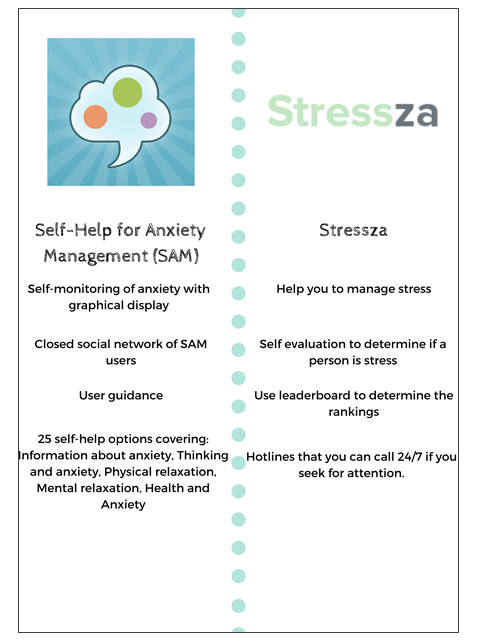 Stressza
Self-Help for Anxiety
Management (SAM)
Self-monitoring of anxiety with
graphical display
Closed social network of SAM
users
User guidance
25 self-help options covering:
Information about anxiety, Thinking
and anxiety, Physical relaxation,
Mental relaxation, Health and
Anxiety
Stressza
Help you to manage stress
Self evaluation to determine if a
person is stress
Use leaderboard to determine the
rankings
Hotlines that you can call 24/7 if you
seek for attention.